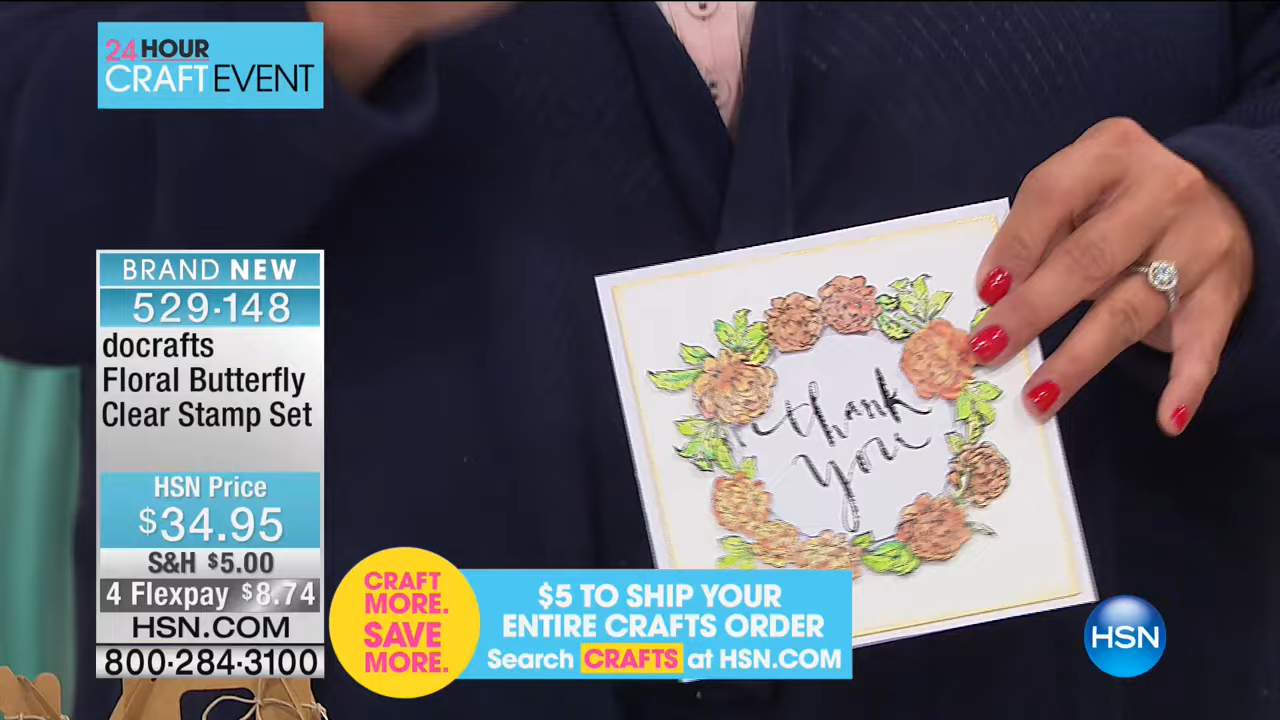 24 HOUR
CRAFT EVENT
BRAND NEW
529-148
docrafts
Floral Butterfly
Clear Stamp Set
HSN Price
$34.95
S&H $5.00
4 Flexpay $8.74
HSN.COM
800-284-3100
thank
you
CRAFT
MORE.
SAVE
MORE.
$5 TO SHIP YOUR
ENTIRE CRAFTS ORDER
Search CRAFTS at HSN.COM
HSN